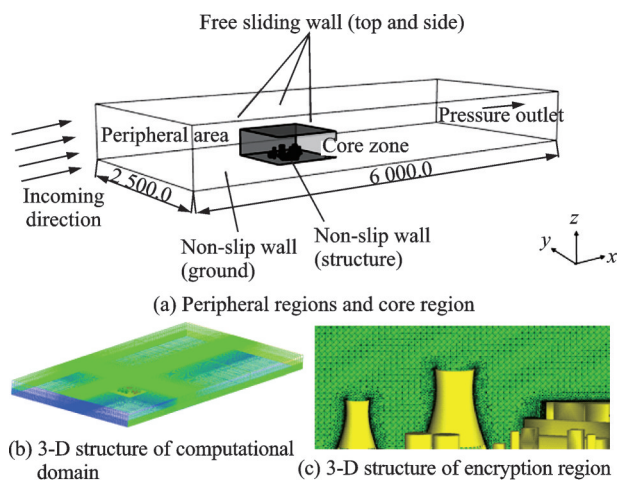 Free sliding wall (top and side)
Pressure outlet
Peripheral area
Core zone
Incoming
direction
2 500.0
6 000.0
Non-slip wall
(ground)
Non-slip wall
(structure)
z
y
x
(a) Peripheral regions and core region
(b) 3-D structure of computational
domain
(c) 3-D structure of encryption region